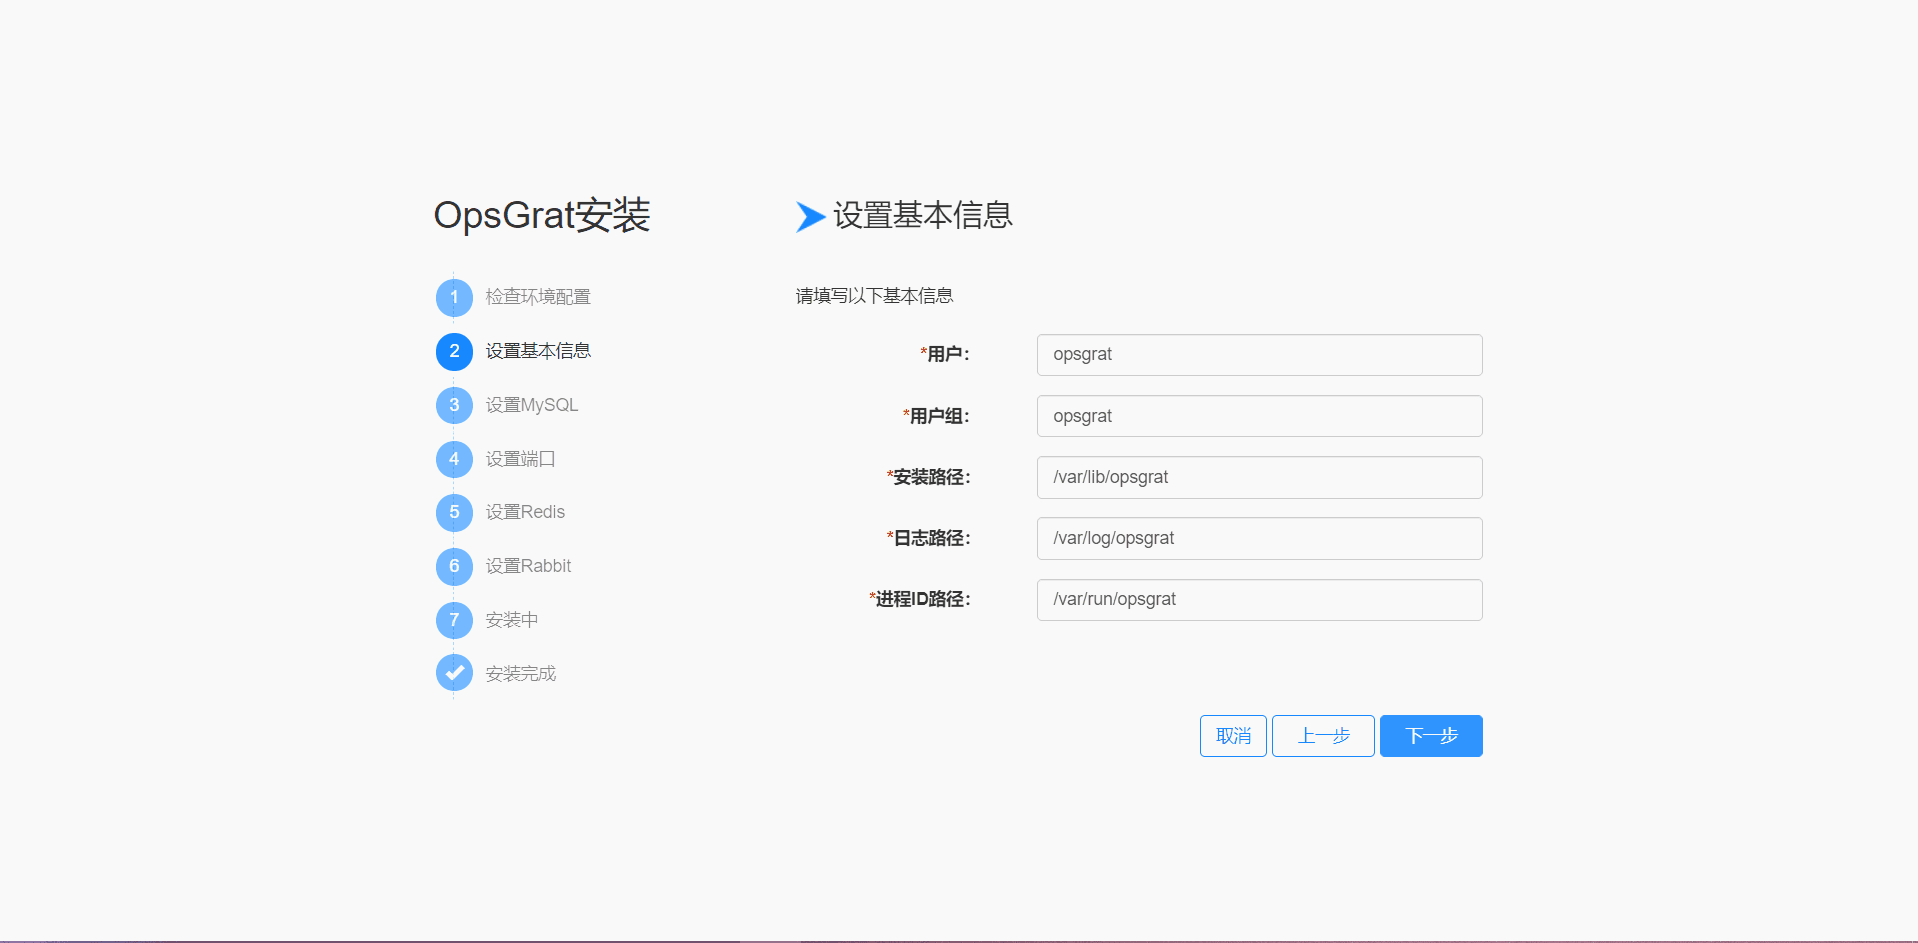 OpsGrat安装
1 检查环境配置
2 设置基本信息
3 设置MySQL
4 设置端口
5 设置Redis
6 设置Rabbit
7 安装中
安装完成
设置基本信息
请填写以下基本信息
*用户： opsgrat
*用户组： opsgrat
*安装路径： /var/lib/opsgrat
*日志路径： /var/log/opsgrat
*进程ID路径： /var/run/opsgrat
取消 上一步 下一步